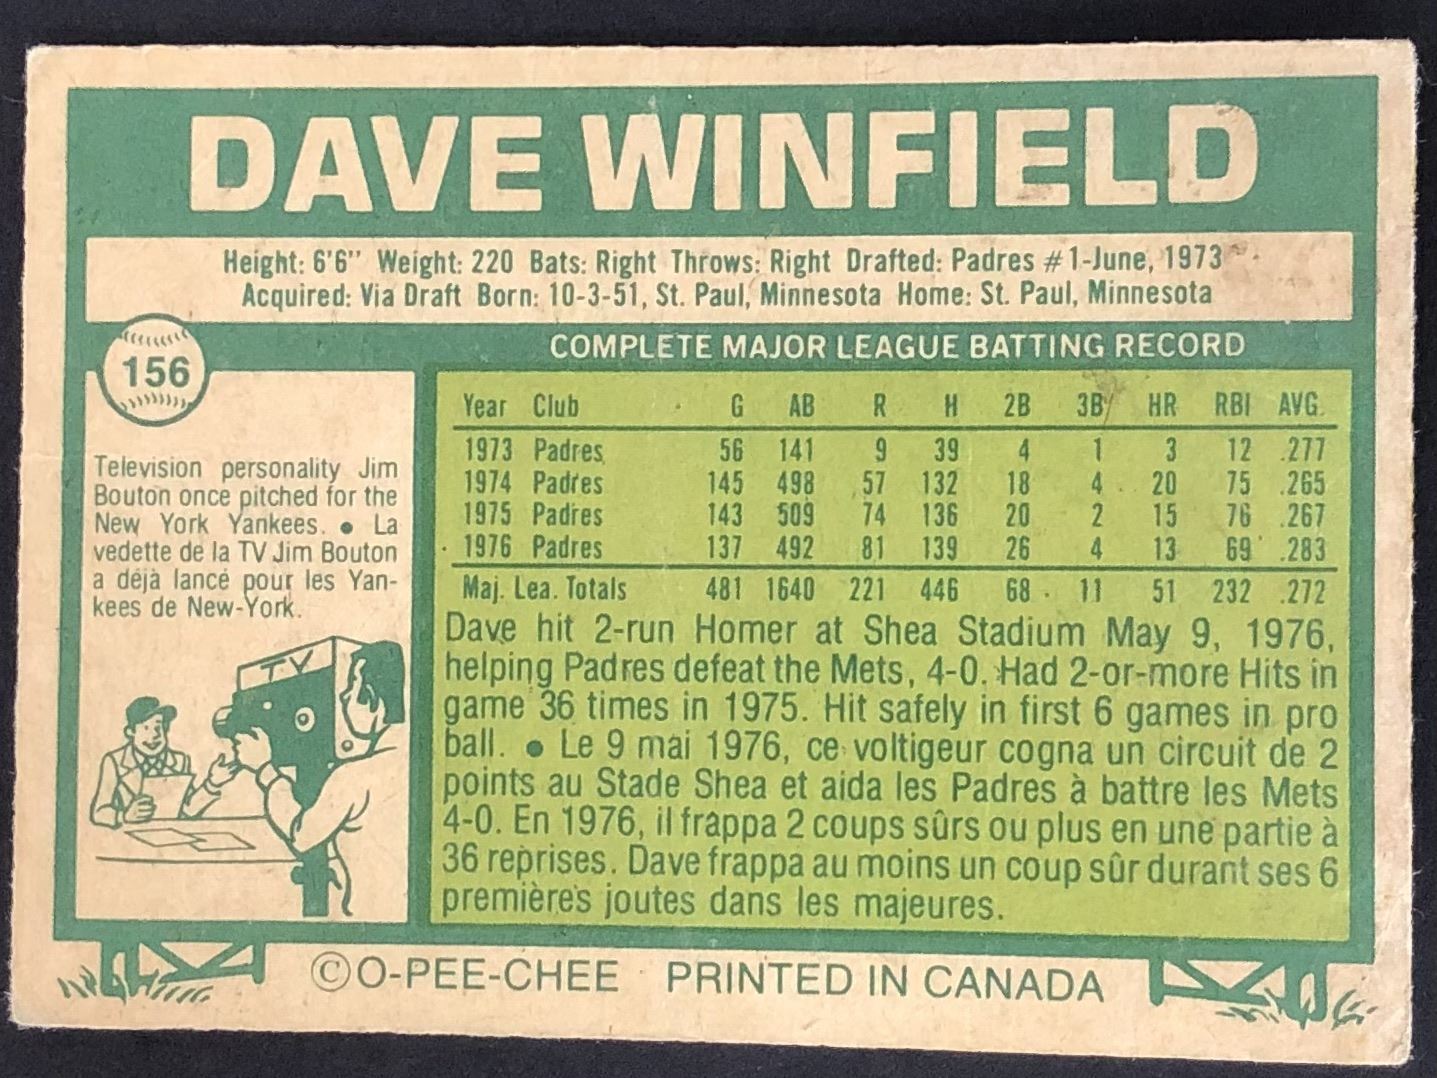 DAVE WINFIELD
Height: 6'6" Weight: 220 Bats: Right Throws: Right Drafted: Padres #1-June, 1973
Acquired: Via Draft Born: 10-3-51, St. Paul, Minnesota Home: St. Paul, Minnesota
156
Television personality Jim
Bouton once pitched for the
New York Yankees. ● La
vedette de la TV Jim Bouton
a déjà lancé pour les Yan-
kees de New-York.
TV
COMPLETE MAJOR LEAGUE BATTING RECORD
Year Club G AB R H 2B 3B HR RBI AVG.
1973 Padres 56 141 9 39 4 1 3 12 .277
1974 Padres 145 498 57 132 18 4 20 75 .265
1975 Padres 143 509 74 136 20 2 15 76 .267
1976 Padres 137 492 81 139 26 4 13 69 .283
Maj. Lea. Totals 481 1640 221 446 68 11 51 232 .272
Dave hit 2-run Homer at Shea Stadium May 9, 1976,
helping Padres defeat the Mets, 4-0. Had 2-or-more Hits in
game 36 times in 1975. Hit safely in first 6 games in pro
ball. ● Le 9 mai 1976, ce voltigeur cogna un circuit de 2
points au Stade Shea et aida les Padres à battre les Mets
4-0. En 1976, il frappa 2 coups sûrs ou plus en une partie à
36 reprises. Dave frappa au moins un coup sûr durant ses 6
premières joutes dans les majeures.
©O-PEE-CHEE PRINTED IN CANADA